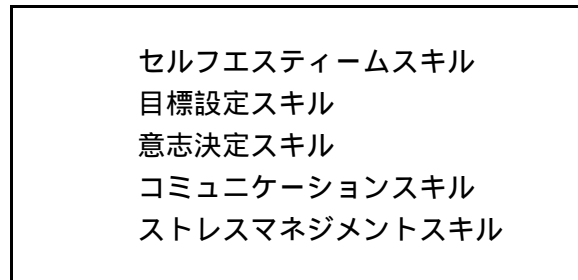 セルフエスティームスキル
目標設定スキル
意志決定スキル
コミュニケーションスキル
ストレスマネジメントスキル